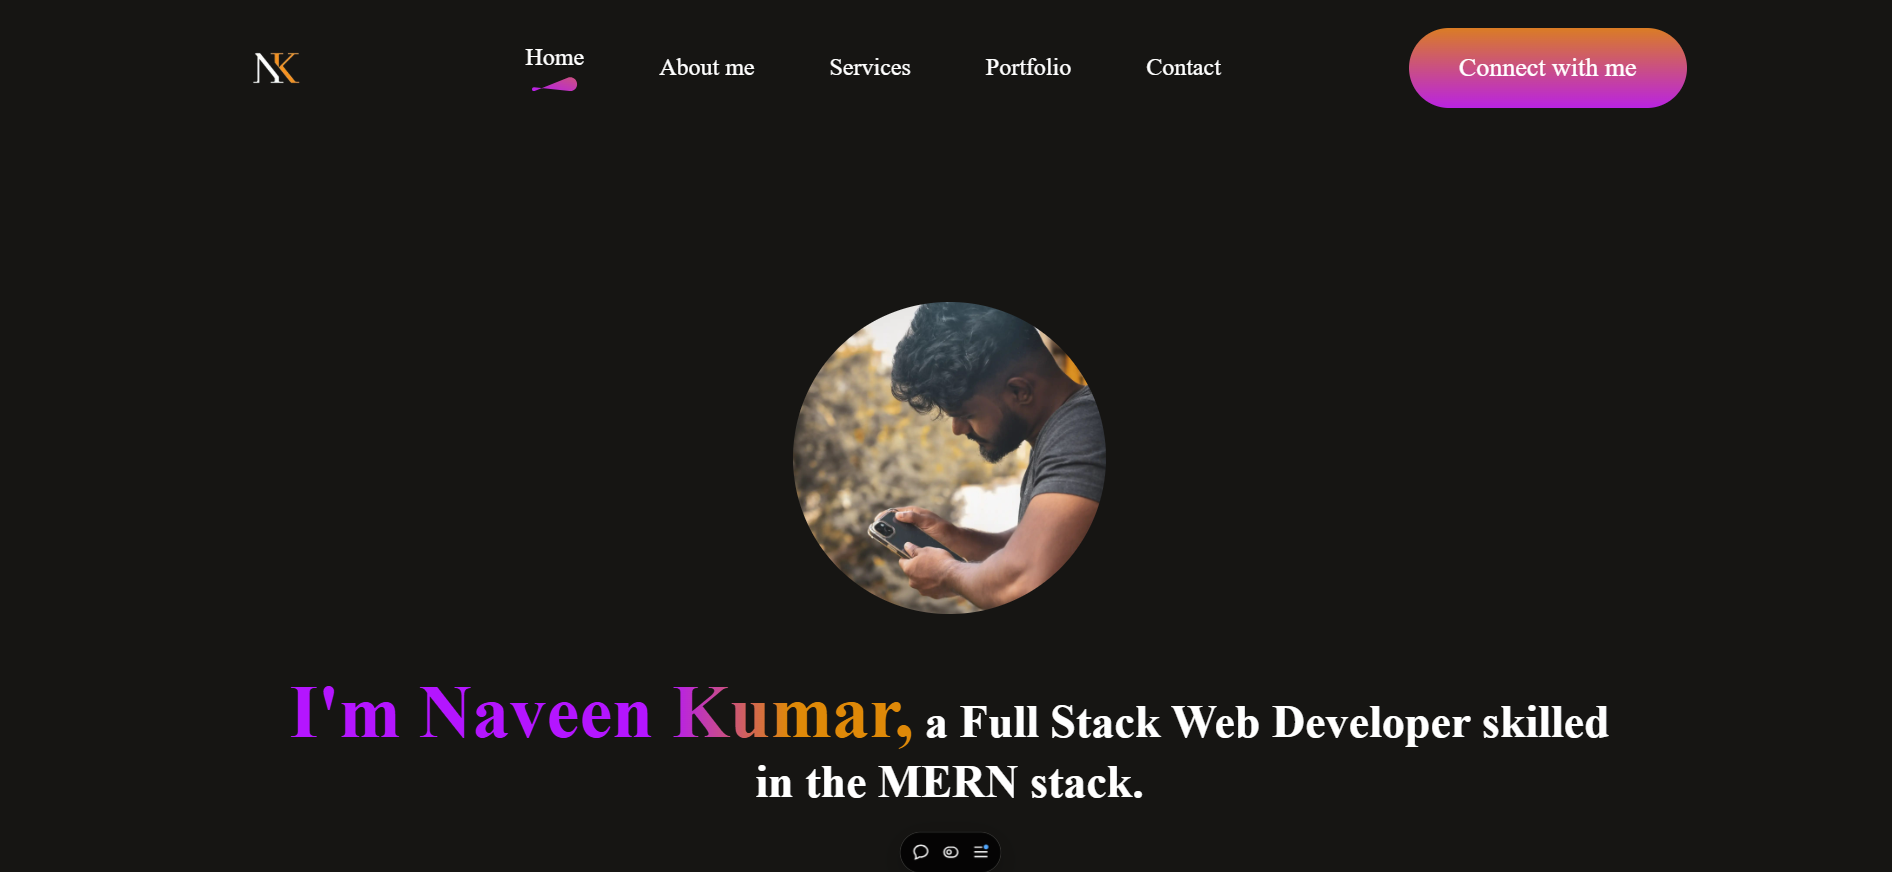 NK
Home
About me
Services
Portfolio
Contact
Connect with me
I'm Naveen Kumar, a Full Stack Web Developer skilled
in the MERN stack.